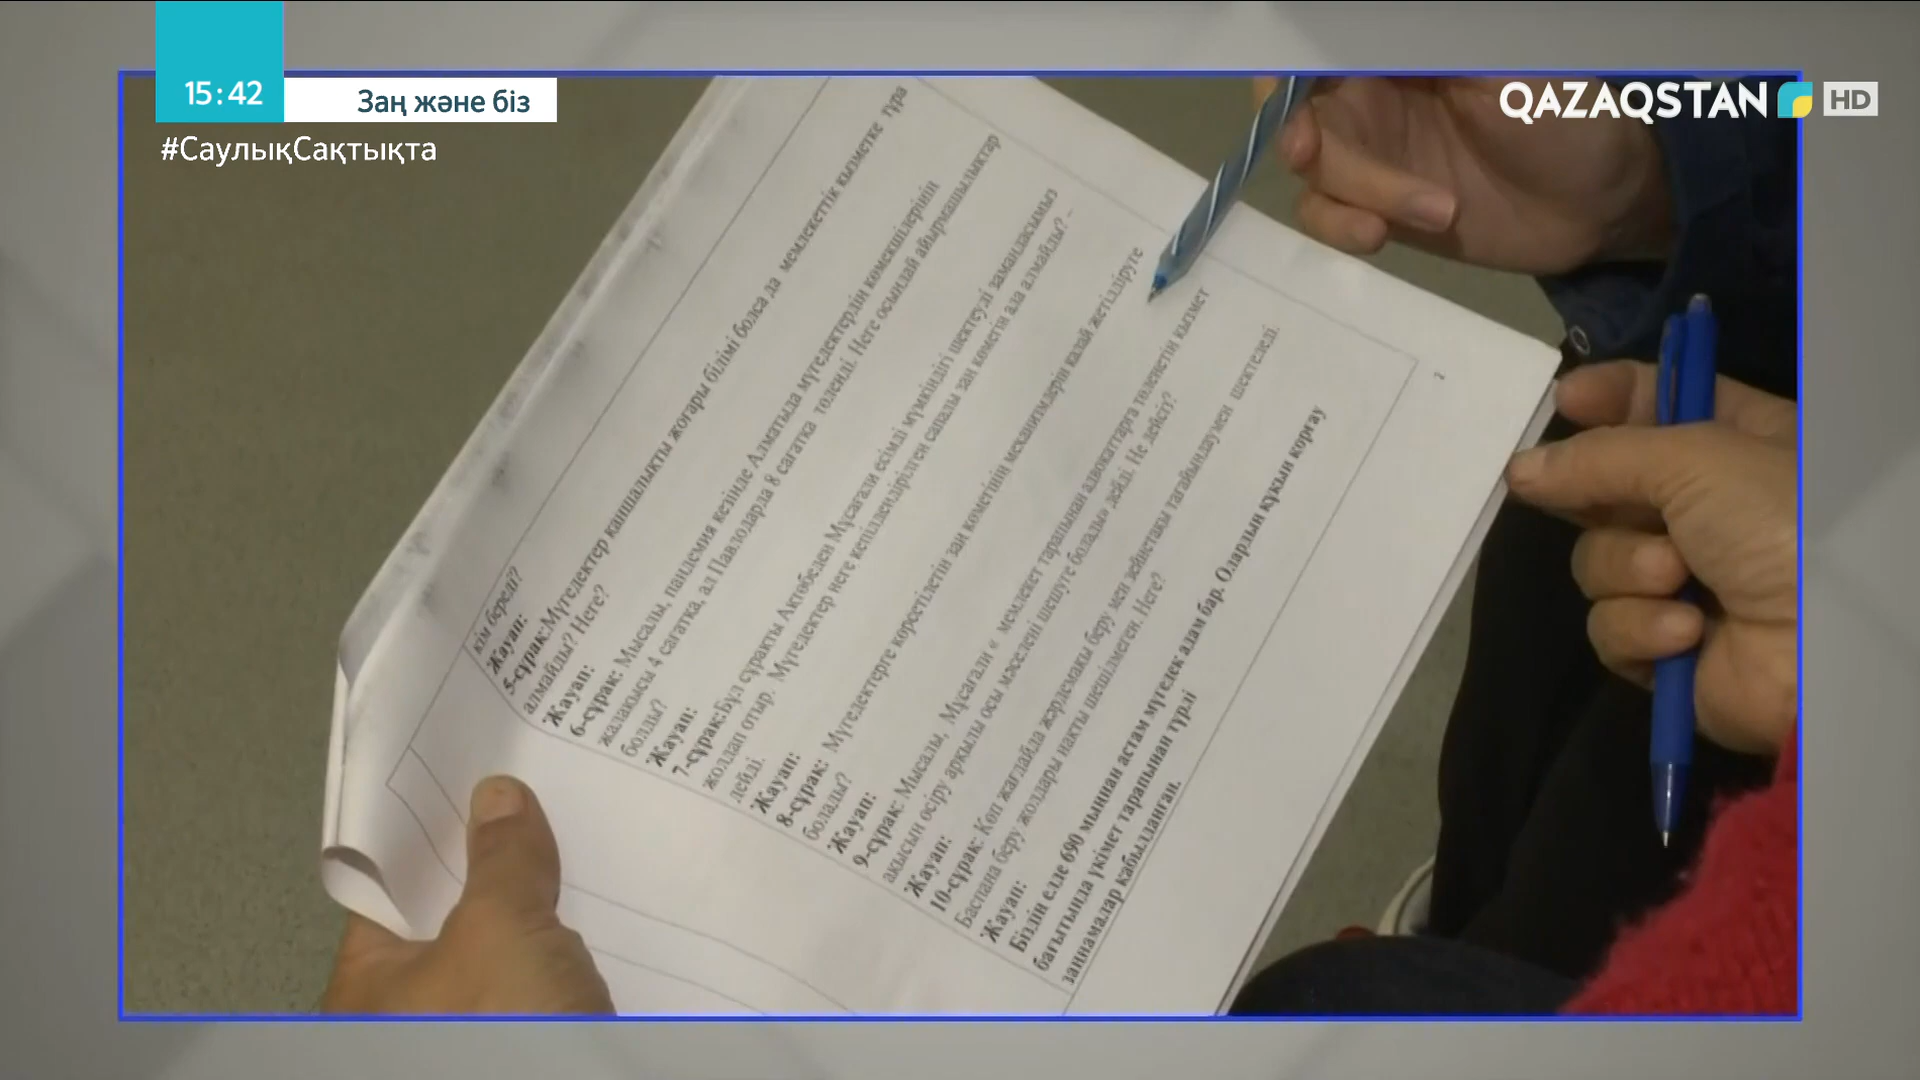 15:42
Заң және біз
#СаулықСақтықта
QAZAQSTAN HD
кім береді?
Жауап:
5-сұрақ:Мүгедектер қаншалықты жоғары білімі болса да мемлекеттік қызметке тұра
алмайды? Неге?
Жауап:
6-сұрақ: Мысалы, пандемия кезінде Алматыда мүгедектердің көмекшілерінің
жалақысы 4 сағатқа, ал Павлодарда 8 сағатқа төленді. Неге осындай айырмашылықтар
болды?
Жауап:
7-сұрақ:Бұл сұрақты Ақтөбеден Мұсағали есімді мүмкіндігі шектеулі замандасымыз
жолдап отыр. Мүгедектер неге кепілдендірілген сапалы заң көмегін ала алмайды? –
дейді.
Жауап:
8-сұрақ: Мүгедектерге көрсетілетін заң көмегінің механизмдерін қалай жетілдіруге
болады?
Жауап:
9-сұрақ: Мысалы, Мұсағали « мемлекет тарапынан адвокаттарға төленетін қызмет
ақысын өсіру арқылы осы мәселені шешуге болады» дейді. Не дейсіз?
Жауап:
10-сұрақ: Көп жағдайда жәрдемақы беру мен зейнетақы тағайындаумен шектеледі.
Баспана беру жолдары нақты шешілмеген. Неге?
Жауап:
Біздің елде 690 мыңнан астам мүгедек адам бар. Олардың құқын қорғау
бағытында үкімет тарапынан түрлі
заңнамалар қабылданған.
2